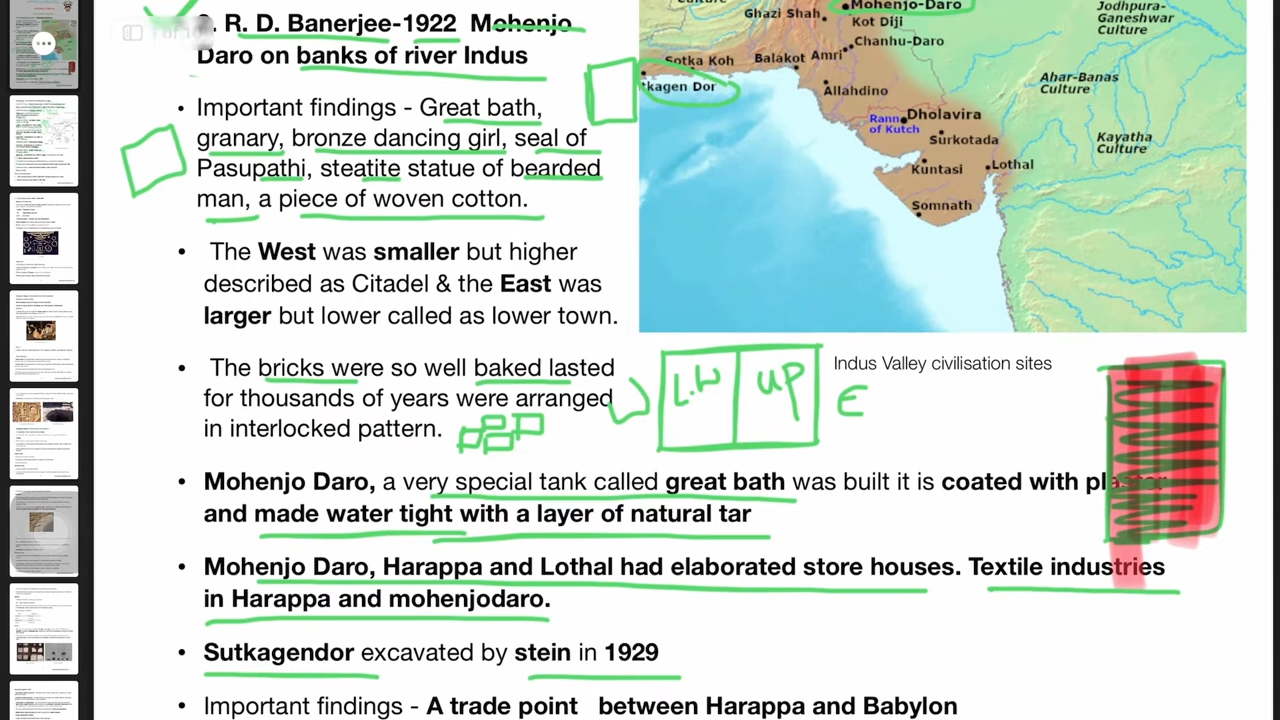 R. D. Banerjee-1922 Mohenjo
Daro on banks of river Indus
• Important findings - Great bath,
granary, bronze dancing girl, seal of
Pasupathi, steatite statue of bearded
man, a piece of woven cotton.
• The West was smaller but higher
described as Citadel & the East was
larger but lower called as lower town.
• The bricks were so well baked lasted
for thousands of years were arranged
in interlocked pattern.
• Mohenjo Daro, a very special tank called great bath was built it is coated with plaster
and made water tight with a layer of natural tar
• Mohenjo Daro, Harappa and Lothal had elaborated store houses. Textile industries
in Harappa and mohenjodaro.
• Sutkagendor excavated by stein in 1929
• Important findings - A trade point between Harappa and Babylon
Culture
Ghazi Shah
Mohenjo-Daro
Kot Diji
Chanhu-Daro
Amri
Balakot
Sotka Koh
tkagen Dor
Allahdino
Rann
of Kutch
Dholavira
Surkotada
Lothal
Kuntasi
Somnath
Jodhpura-
Ganeshwar
Culture
Ahar-Banas
Culture
Kayatha
Culture
Indus Valley civilisation sites
UP
E